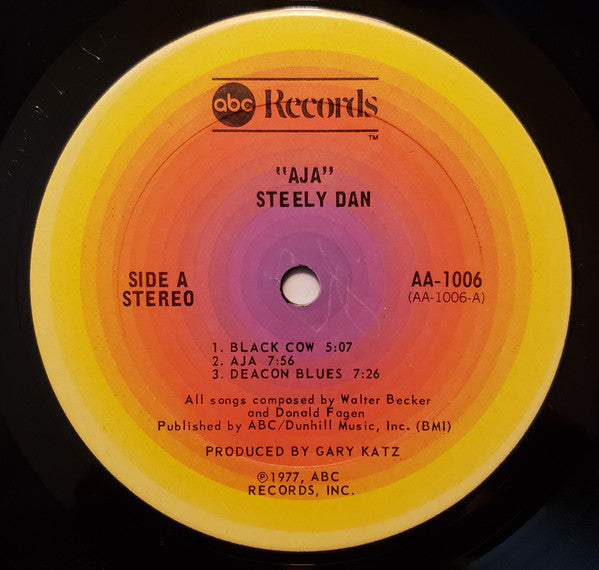 abc Records
TM
"AJA"
STEELY DAN
SIDE A
STEREO
AA-1006
(AA-1006-A)
1. BLACK COW 5:07
2. AJA 7:56
3. DEACON BLUES 7:26
All songs composed by Walter Becker
and Donald Fagen
Published by ABC/Dunhill Music, Inc. (BMI)
PRODUCED BY GARY KATZ
℗1977, ABC
RECORDS, INC.